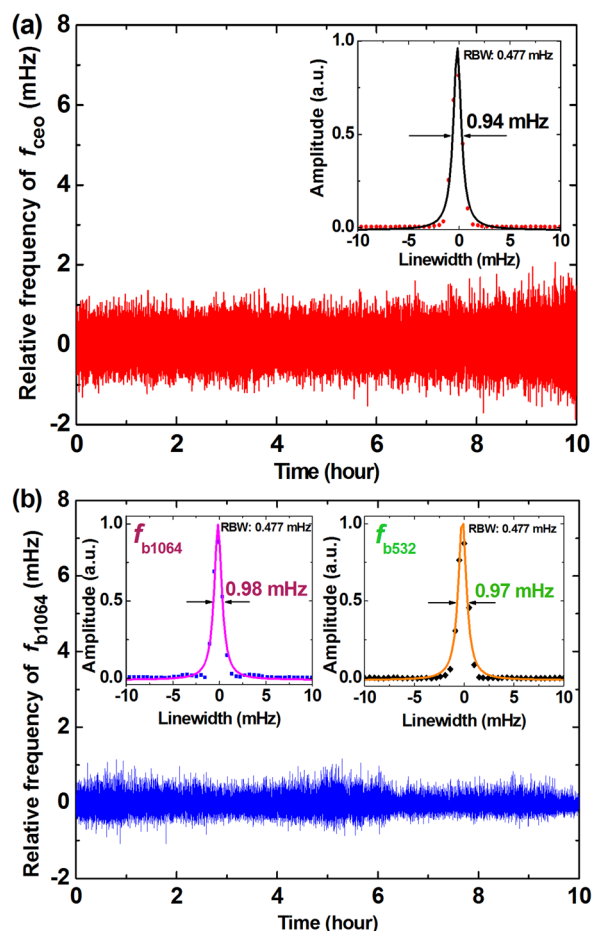 (a)
Relative frequency of f_ceo (mHz)
8
7
6
4
2
0
-2
0 2 4 6 8 10
Time (hour)
Amplitude (a.u.)
1.0
0.5
0.0
RBW: 0.477 mHz
0.94 mHz
-10 -5 0 5 10
Linewidth (mHz)
(b)
Relative frequency of f_b1064 (mHz)
8
6
4
2
0
-2
0 2 4 6 8 10
Time (hour)
Amplitude (a.u.)
1.0
0.5
0.0
f_b1064
RBW: 0.477 mHz
0.98 mHz
-10 -5 0 5 10
Linewidth (mHz)
Amplitude (a.u.)
1.0
0.5
0.0
f_b532
RBW: 0.477 mHz
0.97 mHz
-10 -5 0 5 10
Linewidth (mHz)